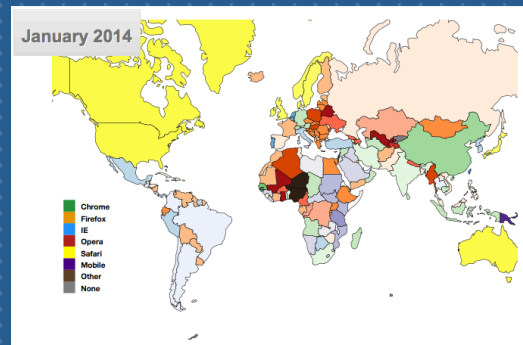 January 2014
Chrome
Firefox
IE
Opera
Safari
Mobile
Other
None